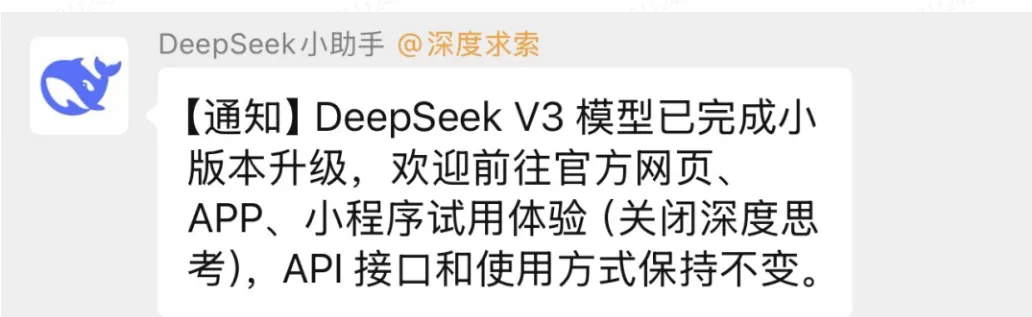 DeepSeek小助手 @深度求索
【通知】DeepSeek V3 模型已完成小
版本升级，欢迎前往官方网页、
APP、小程序试用体验（关闭深度思
考），API 接口和使用方式保持不变。